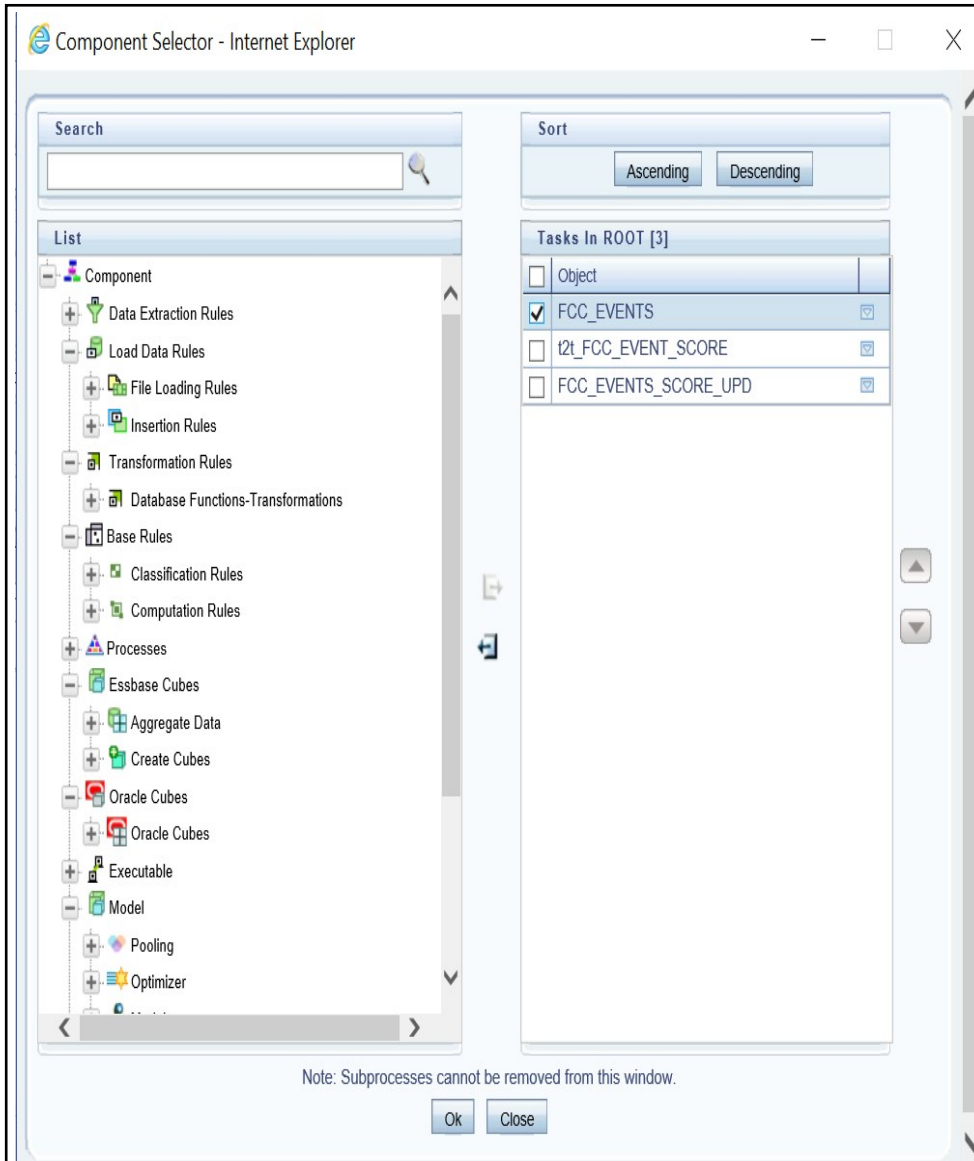 Component Selector - Internet Explorer
Search
Sort
Ascending
Descending
List
Component
Data Extraction Rules
Load Data Rules
File Loading Rules
Insertion Rules
Transformation Rules
Database Functions-Transformations
Base Rules
Classification Rules
Computation Rules
Processes
Essbase Cubes
Aggregate Data
Create Cubes
Oracle Cubes
Oracle Cubes
Executable
Model
Pooling
Optimizer
Tasks In ROOT [3]
Object
FCC_EVENTS
t2t_FCC_EVENT_SCORE
FCC_EVENTS_SCORE_UPD
Note: Subprocesses cannot be removed from this window.
Ok
Close